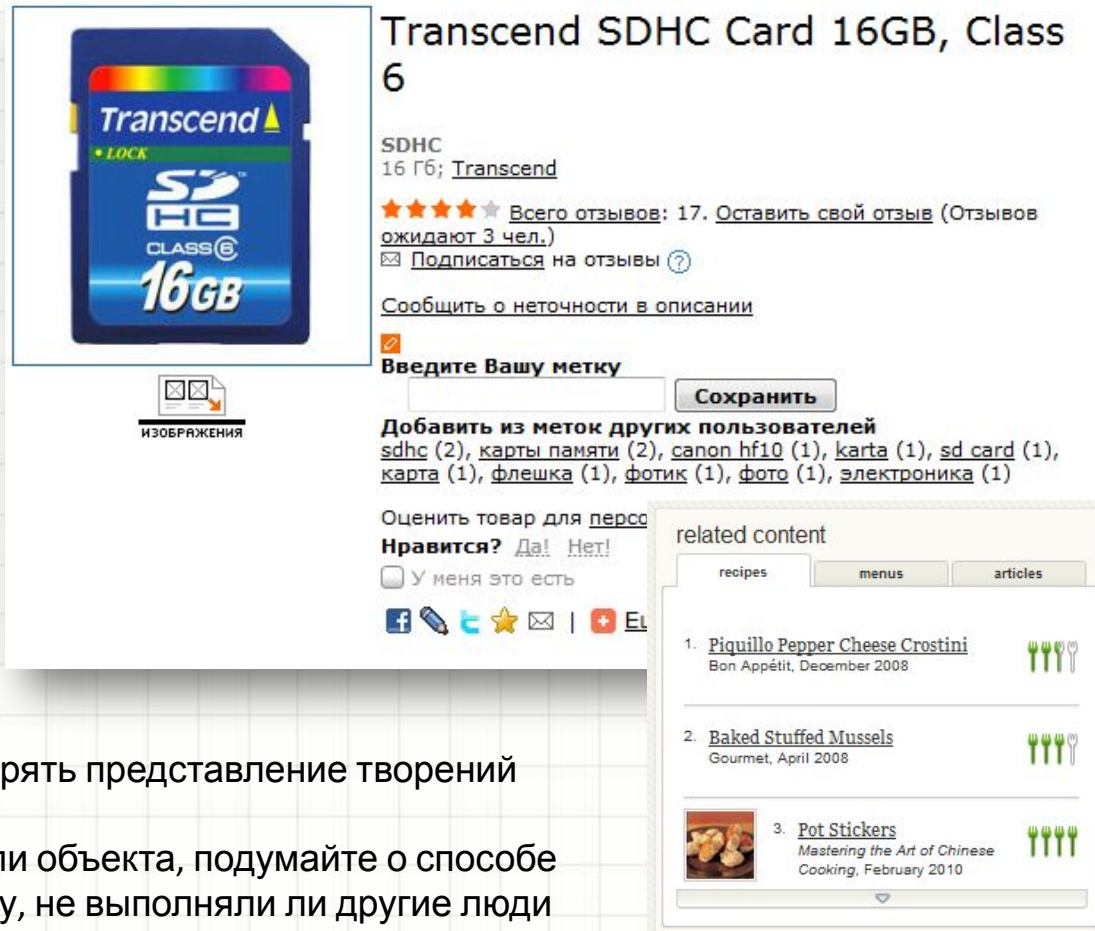 Transcend
• LOCK
SD
HC
CLASS 6
16GB
ИЗОБРАЖЕНИЯ
Transcend SDHC Card 16GB, Class
6
SDHC
16 Гб; Transcend
Всего отзывов: 17. Оставить свой отзыв (Отзывов
ожидают 3 чел.)
Подписаться на отзывы ?
Сообщить о неточности в описании
Введите Вашу метку
Сохранить
Добавить из меток других пользователей
sdhc (2), карты памяти (2), canon hf10 (1), karta (1), sd card (1),
карта (1), флешка (1), фотик (1), фото (1), электроника (1)
Оценить товар для
Нравится? Да! Нет!
У меня это есть
related content
recipes menus articles
1. Piquillo Pepper Cheese Crostini
Bon Appétit, December 2008
2. Baked Stuffed Mussels
Gourmet, April 2008
3. Pot Stickers
Mastering the Art of Chinese
Cooking, February 2010
рять представление творений
ли объекта, подумайте о способе
у, не выполняли ли другие люди